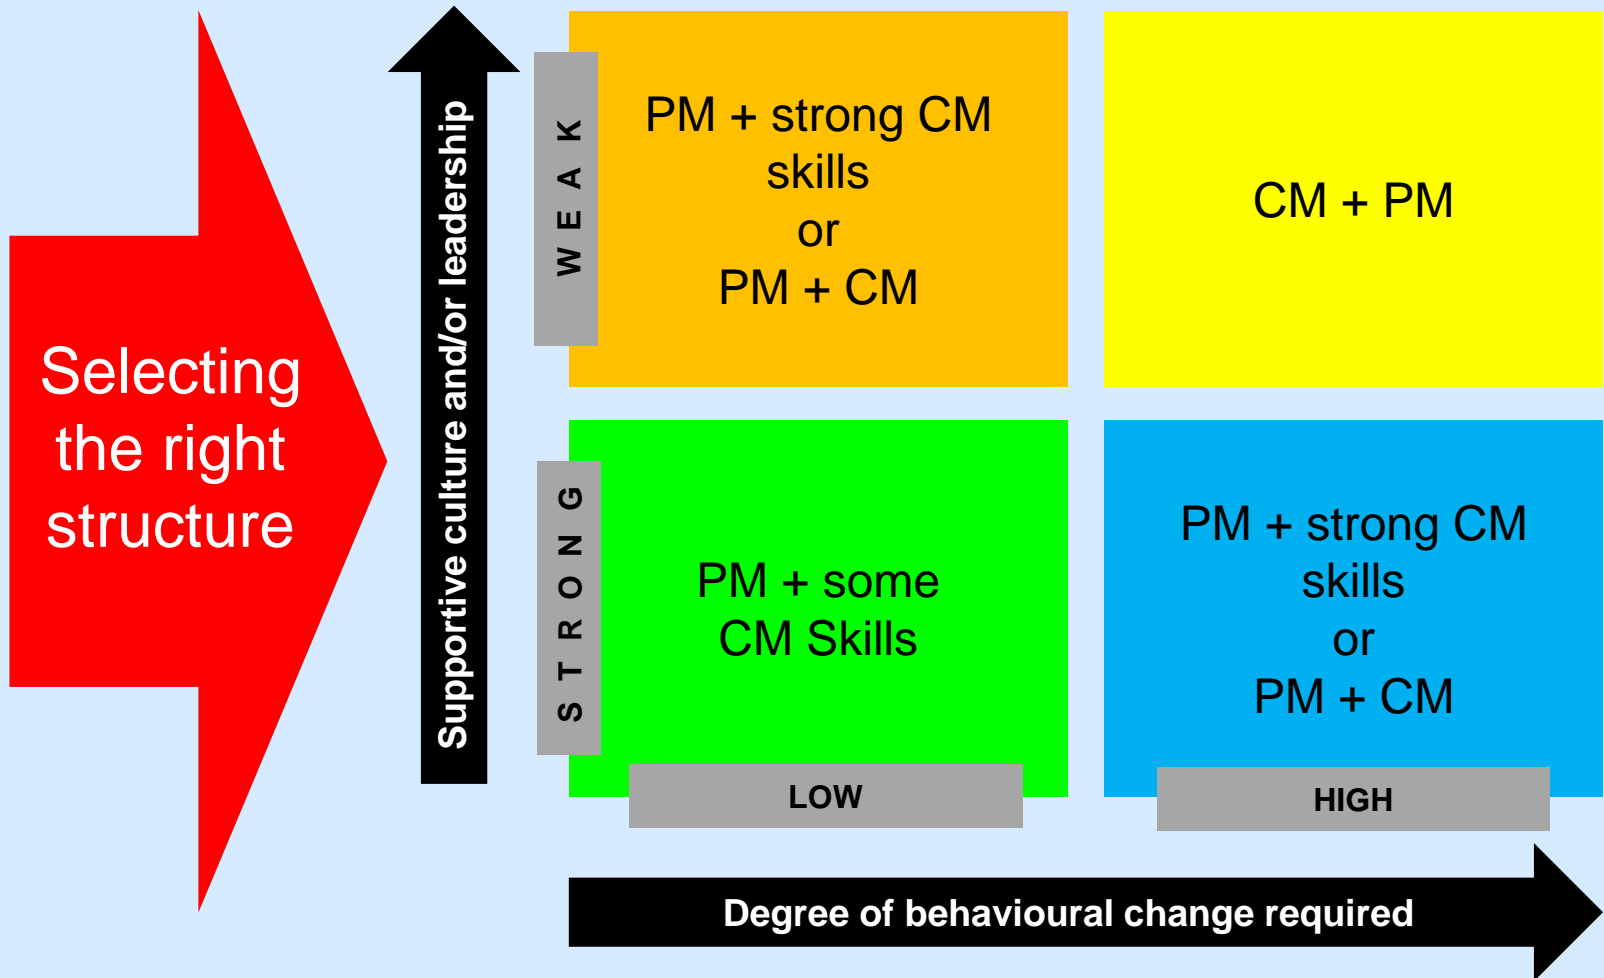 Selecting
the right
structure
Supportive culture and/or leadership
WEAK
PM + strong CM
skills
or
PM + CM
CM + PM
STRONG
PM + some
CM Skills
PM + strong CM
skills
or
PM + CM
LOW
HIGH
Degree of behavioural change required